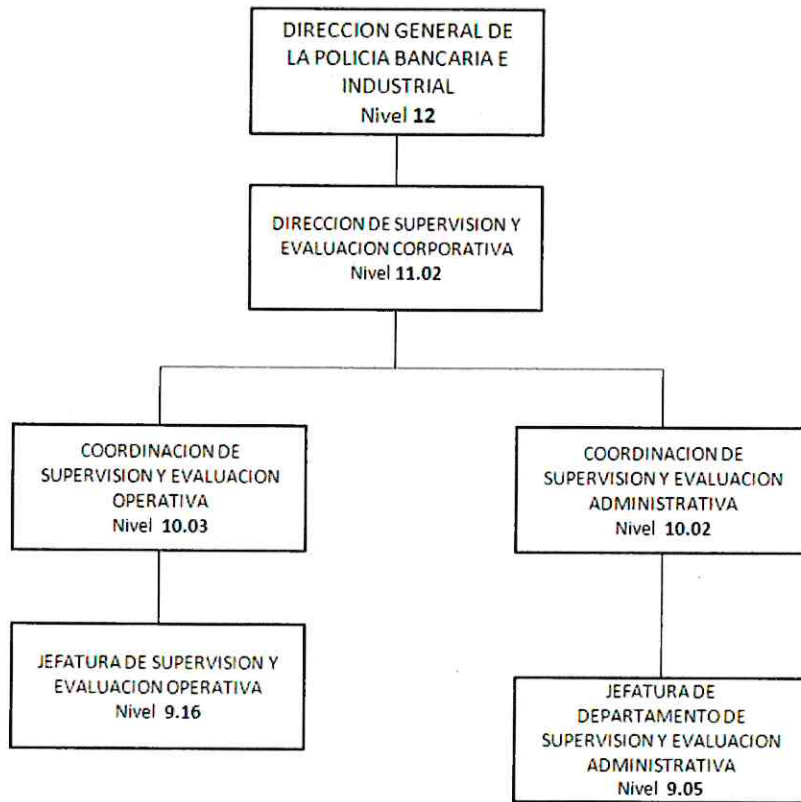 DIRECCION GENERAL DE
LA POLICIA BANCARIA E
INDUSTRIAL
Nivel 12
DIRECCION DE SUPERVISION Y
EVALUACION CORPORATIVA
Nivel 11.02
COORDINACION DE
SUPERVISION Y EVALUACION
OPERATIVA
Nivel 10.03
COORDINACION DE
SUPERVISION Y EVALUACION
ADMINISTRATIVA
Nivel 10.02
JEFATURA DE SUPERVISION Y
EVALUACION OPERATIVA
Nivel 9.16
JEFATURA DE
DEPARTAMENTO DE
SUPERVISION Y EVALUACION
ADMINISTRATIVA
Nivel 9.05